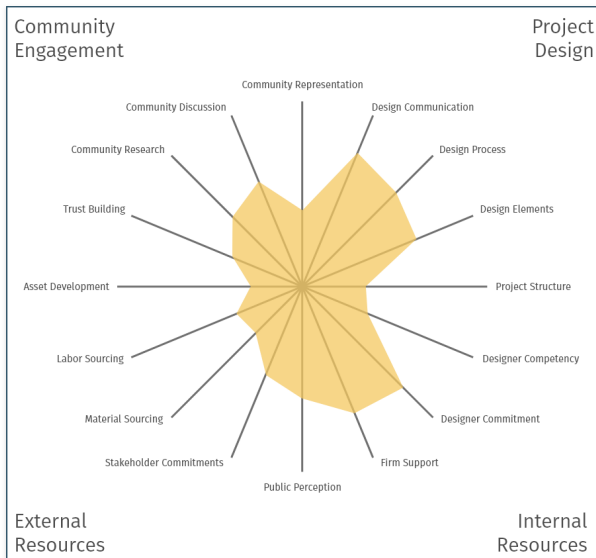 Community
Engagement
Project
Design
Community Representation
Community Discussion
Design Communication
Community Research
Design Process
Trust Building
Design Elements
Asset Development
Project Structure
Labor Sourcing
Designer Competency
Material Sourcing
Designer Commitment
Stakeholder Commitments
Firm Support
Public Perception
External
Resources
Internal
Resources